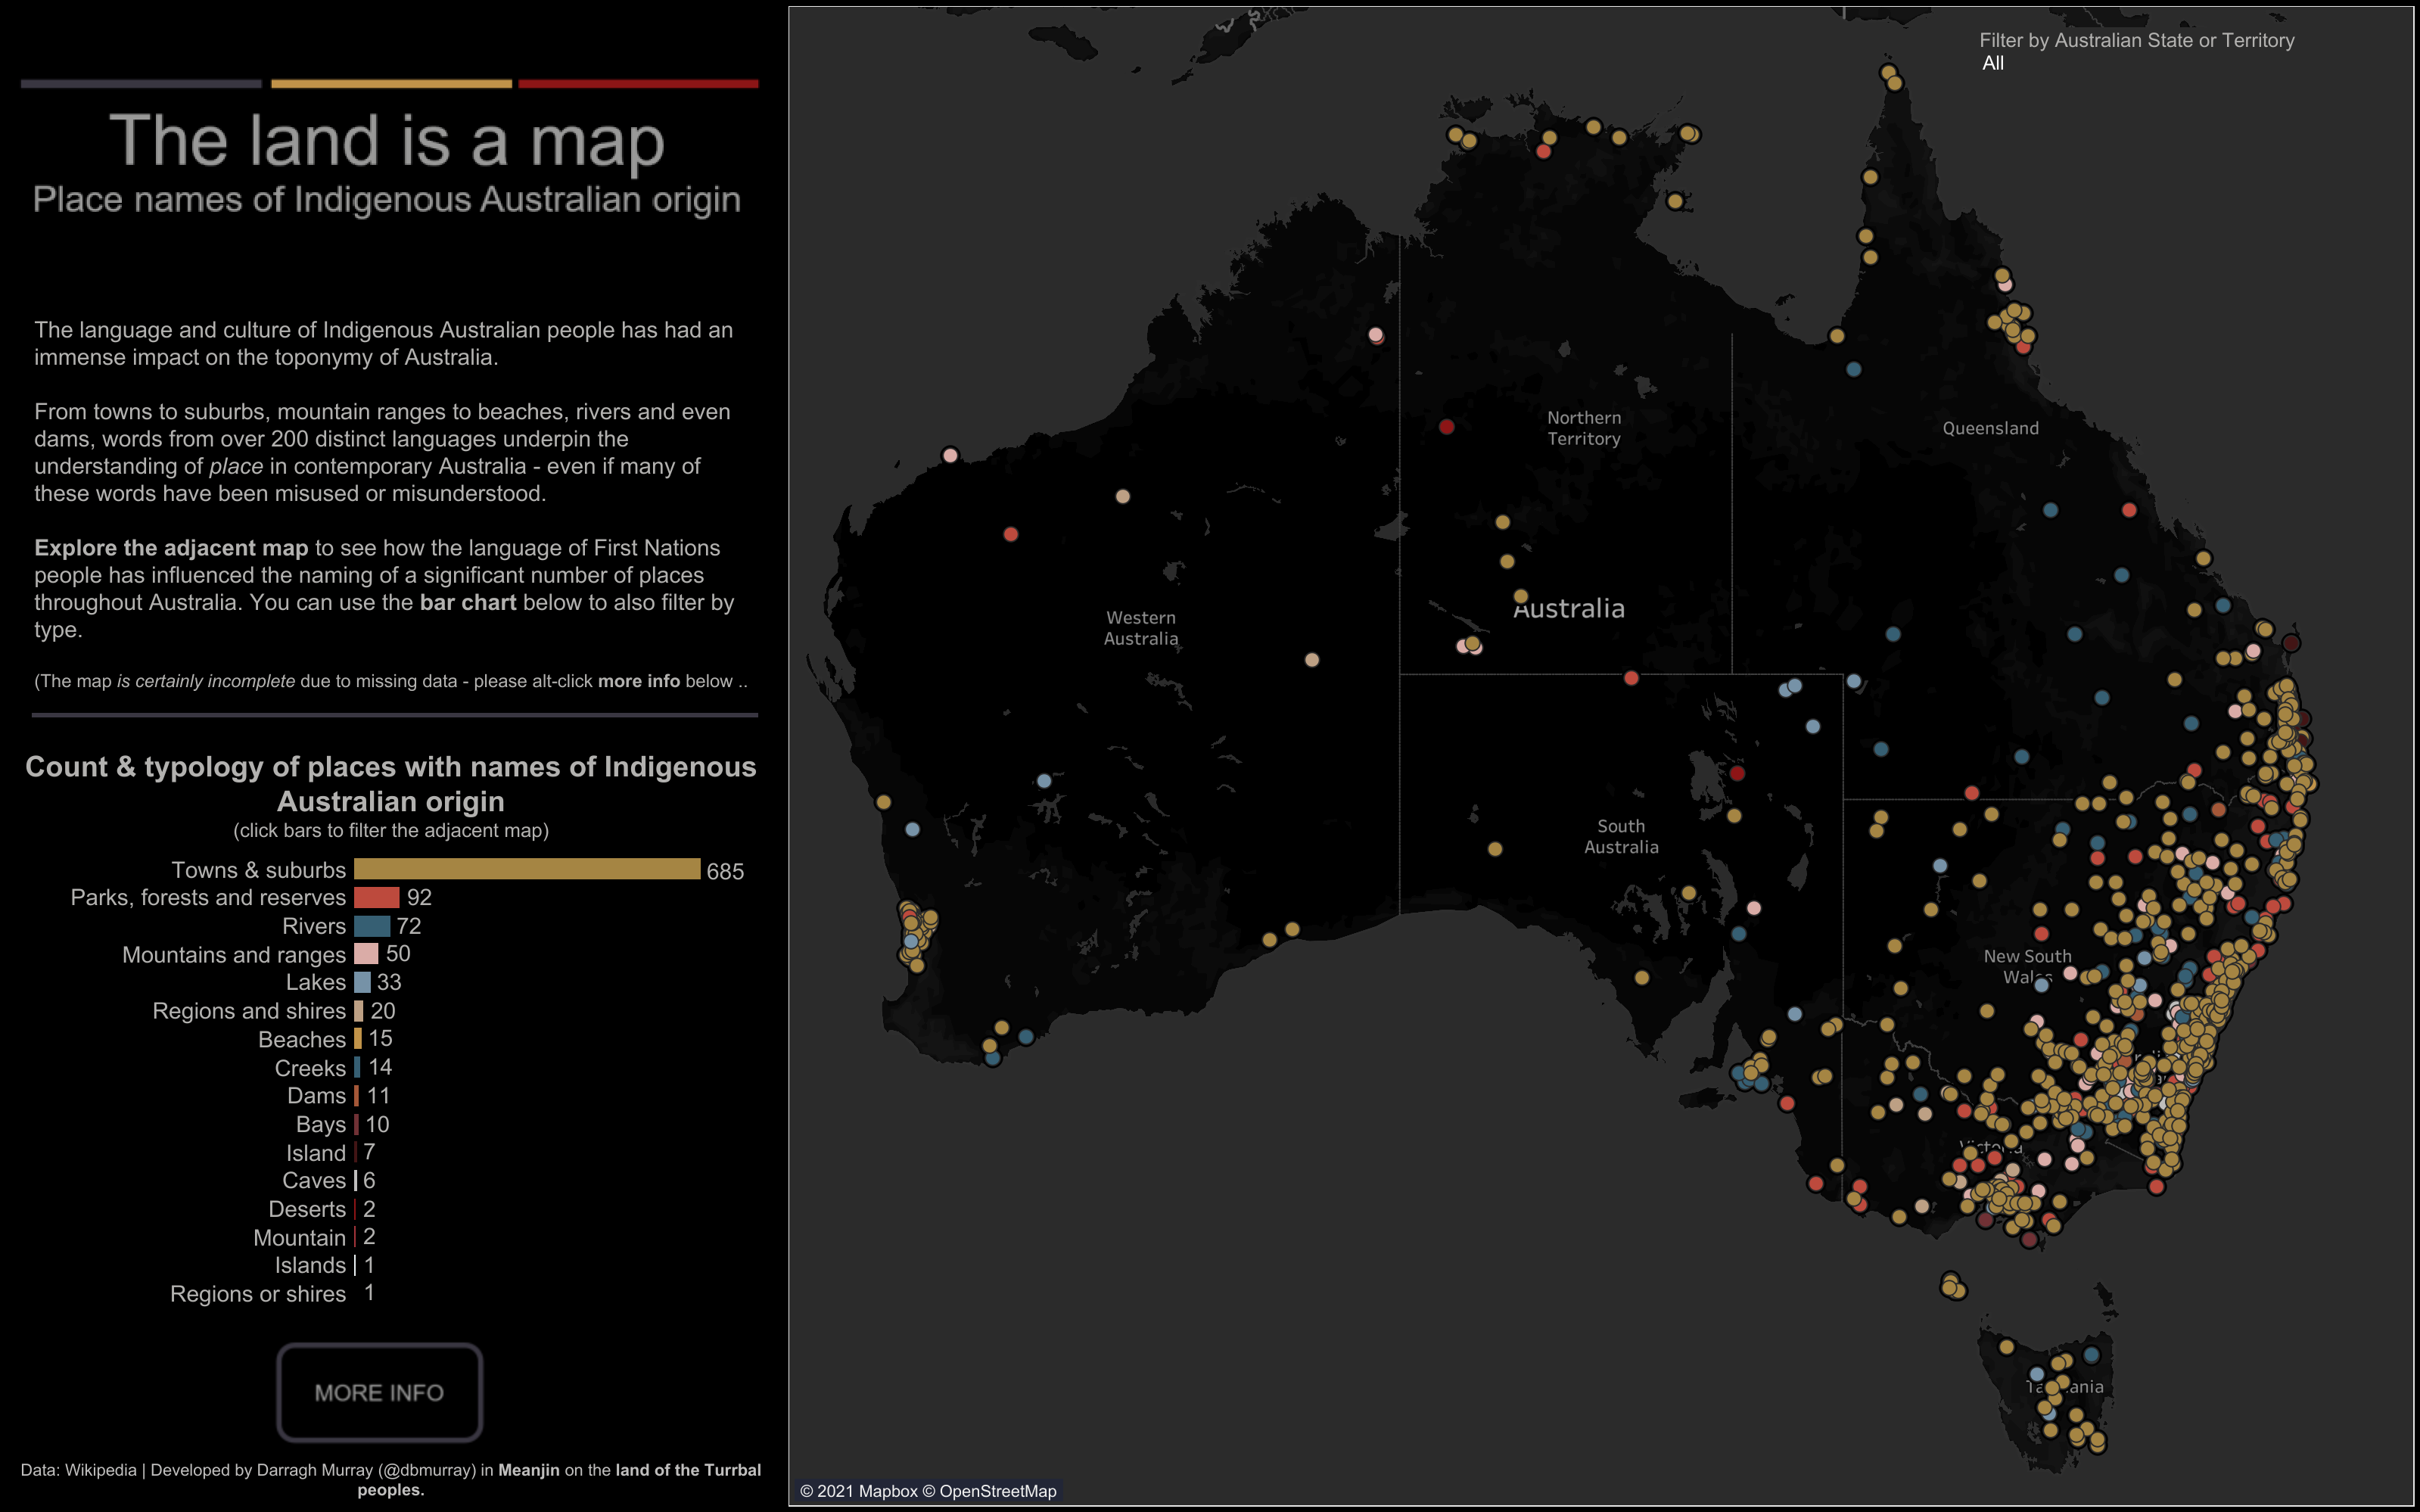 The land is a map
Place names of Indigenous Australian origin
The language and culture of Indigenous Australian people has had an
immense impact on the toponymy of Australia.
From towns to suburbs, mountain ranges to beaches, rivers and even
dams, words from over 200 distinct languages underpin the
understanding of place in contemporary Australia - even if many of
these words have been misused or misunderstood.
Explore the adjacent map to see how the language of First Nations
people has influenced the naming of a significant number of places
throughout Australia. You can use the bar chart below to also filter by
type.
(The map is certainly incomplete due to missing data - please alt-click more info below ..
Count & typology of places with names of Indigenous
Australian origin
(click bars to filter the adjacent map)
Towns & suburbs 685
Parks, forests and reserves 92
Rivers 72
Mountains and ranges 50
Lakes 33
Regions and shires 20
Beaches 15
Creeks 14
Dams 11
Bays 10
Island 7
Caves 6
Deserts 2
Mountain 2
Islands 1
Regions or shires 1
MORE INFO
Data: Wikipedia | Developed by Darragh Murray (@dbmurray) in Meanjin on the land of the Turrbal
peoples.
Filter by Australian State or Territory
All
Northern
Territory
Queensland
Western
Australia
Australia
South
Australia
New South
Wales
Victoria
Tasmania
© 2021 Mapbox © OpenStreetMap